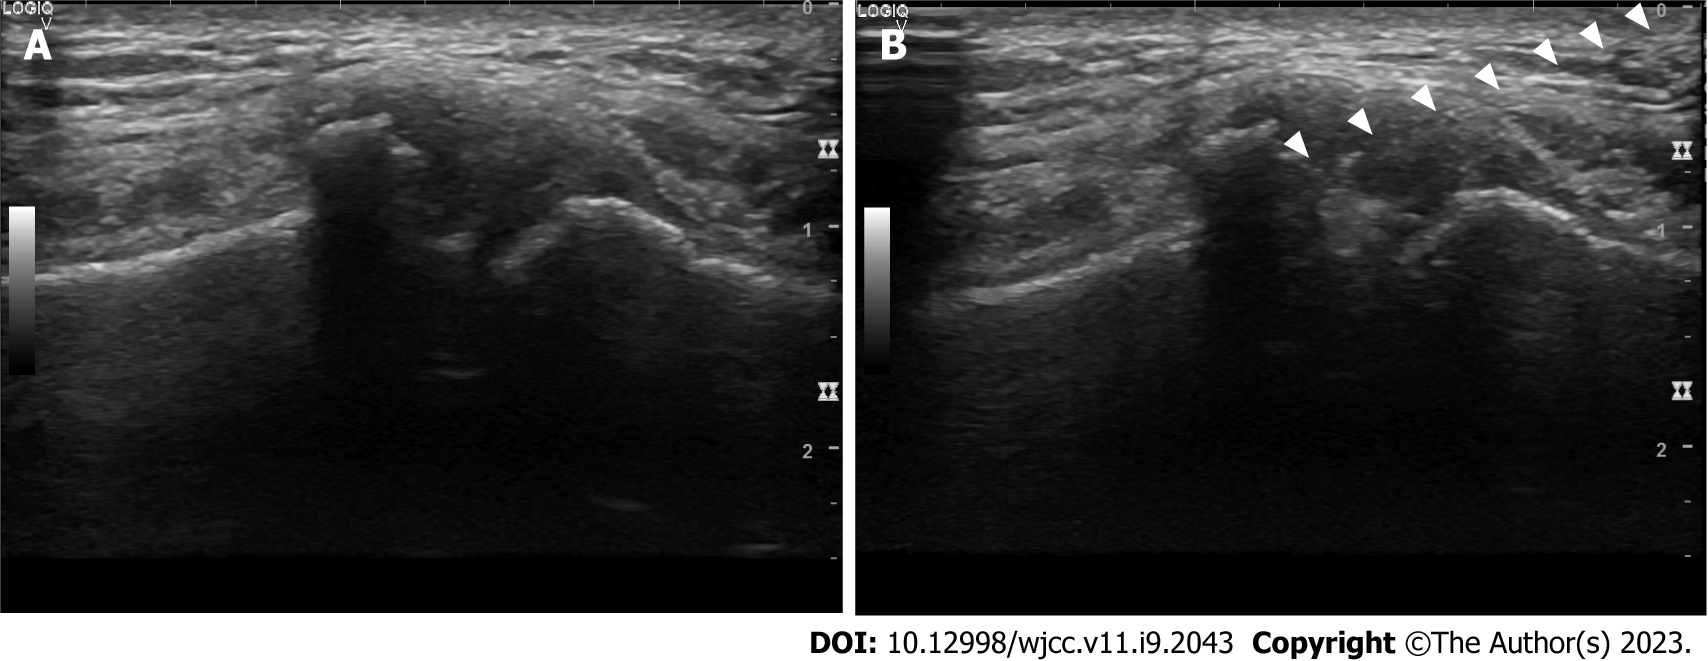 LOGIQ
V
A
0
1
2
LOGIQ
V
B
0
1
2
DOI: 10.12998/wjcc.v11.i9.2043 Copyright ©The Author(s) 2023.